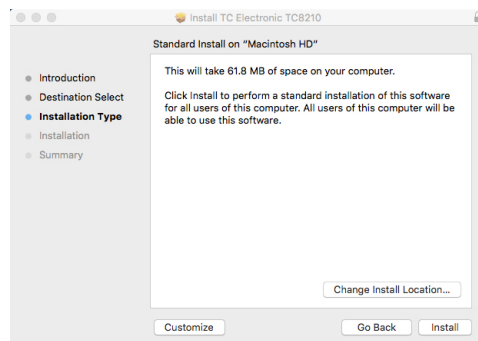 Install TC Electronic TC8210
Standard Install on "Macintosh HD"
Introduction
Destination Select
Installation Type
Installation
Summary
This will take 61.8 MB of space on your computer.
Click Install to perform a standard installation of this software
for all users of this computer. All users of this computer will be
able to use this software.
Change Install Location...
Customize
Go Back
Install